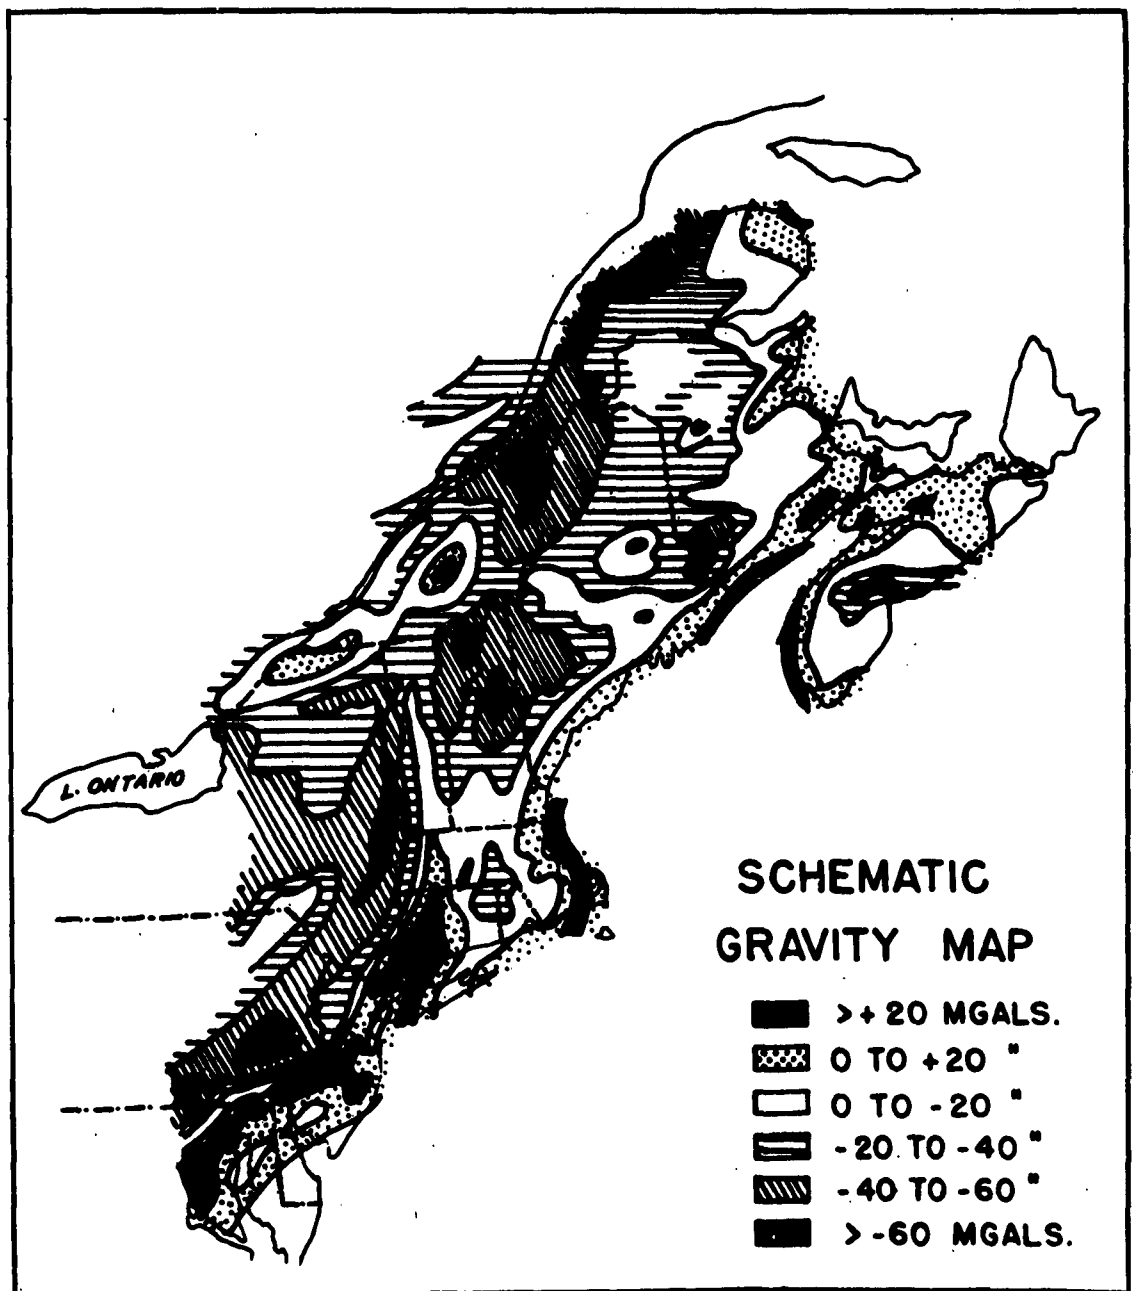 L. ONTARIO
SCHEMATIC
GRAVITY MAP
>+20 MGALS.
0 TO +20 "
0 TO -20 "
-20 TO -40 "
-40 TO -60 "
>-60 MGALS.